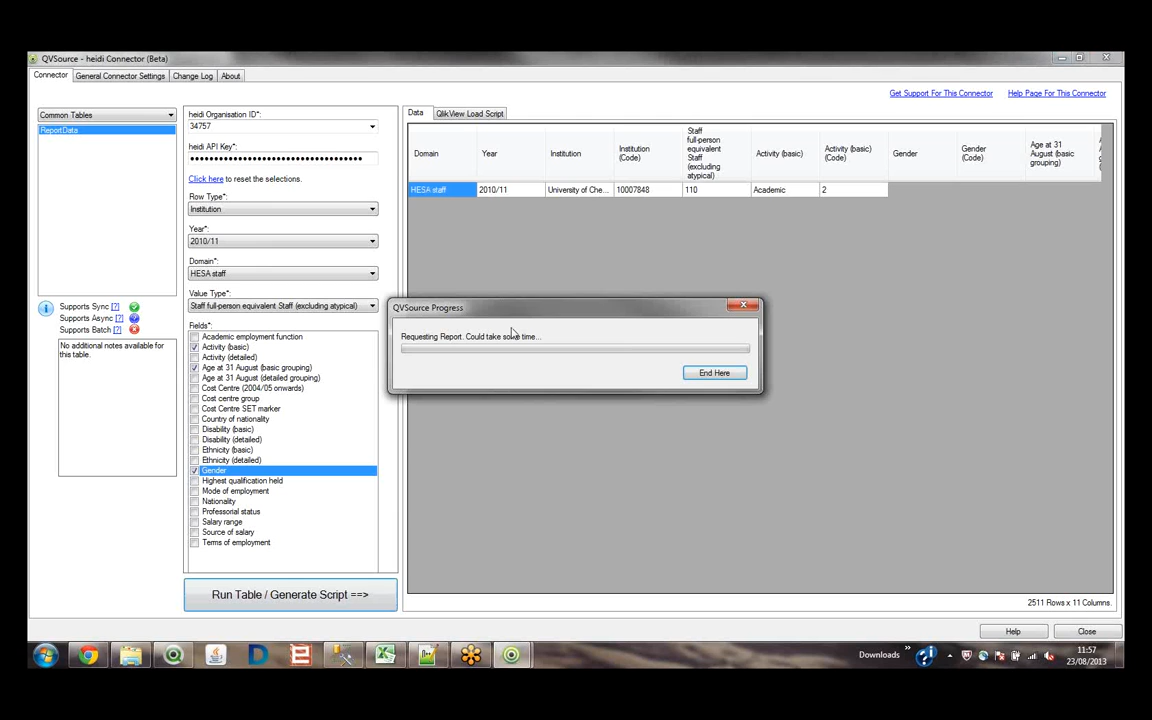 QVSource - heidi Connector (Beta)
Connector
General Connector Settings
Change Log
About
Get Support For This Connector
Help Page For This Connector
Common Tables
ReportData
Supports Sync [?]
Supports Async [?]
Supports Batch [?]
No additional notes available for
this table.
heidi Organisation ID*:
34757
heidi API Key*:
Click here to reset the selections.
Row Type*:
Institution
Year*:
2010/11
Domain*:
HESA staff
Value Type*:
Staff full-person equivalent Staff (excluding atypical)
Fields*:
Academic employment function
Activity (basic)
Activity (detailed)
Age at 31 August (basic grouping)
Age at 31 August (detailed grouping)
Cost Centre (2004/05 onwards)
Cost centre group
Cost Centre SET marker
Country of nationality
Disability (basic)
Disability (detailed)
Ethnicity (basic)
Ethnicity (detailed)
Gender
Highest qualification held
Mode of employment
Nationality
Professorial status
Salary range
Source of salary
Terms of employment
Run Table / Generate Script ==>
Data
QlikView Load Script
Domain
Year
Institution
Institution
(Code)
Staff
full-person
equivalent
Staff
(excluding
atypical)
Activity (basic)
Activity (basic)
(Code)
Gender
Gender
(Code)
Age at 31
August (basic
grouping)
HESA staff
2010/11
University of Che...
10007848
110
Academic
2
QVSource Progress
Requesting Report. Could take some time...
End Here
2511 Rows x 11 Columns.
Help
Close
Downloads
11:57
23/08/2013